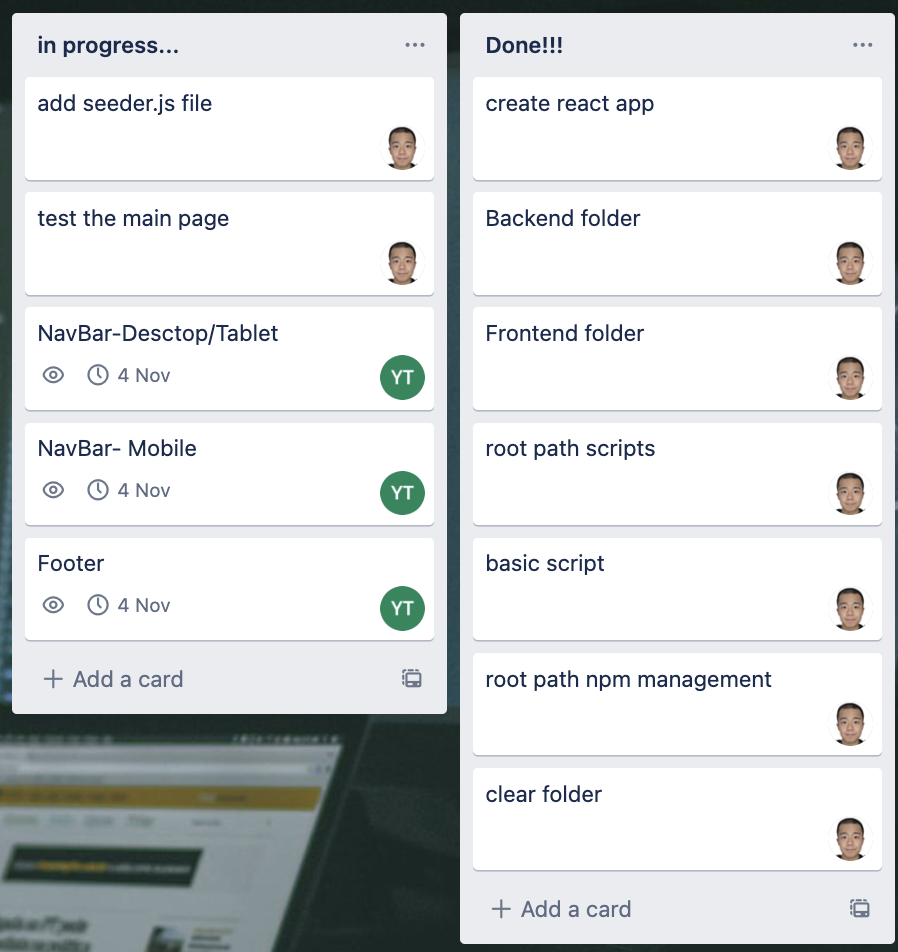 in progress...
add seeder.js file
test the main page
NavBar-Desctop/Tablet
4 Nov
YT
NavBar- Mobile
4 Nov
YT
Footer
4 Nov
YT
+ Add a card
Done!!!
create react app
Backend folder
Frontend folder
root path scripts
basic script
root path npm management
clear folder
+ Add a card